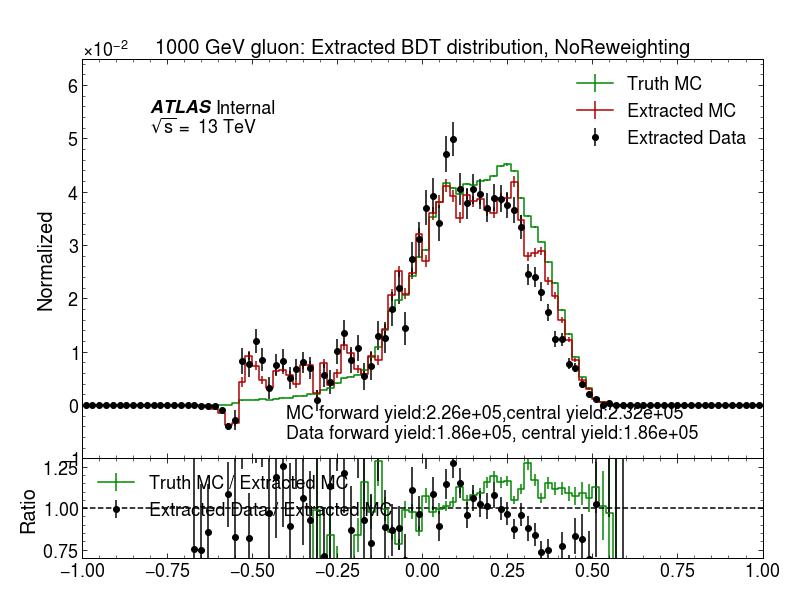 ×10⁻² 1000 GeV gluon: Extracted BDT distribution, NoReweighting
ATLAS Internal
√s = 13 TeV
Truth MC
Extracted MC
Extracted Data
Normalized
6
5
4
3
2
1
0
1
MC forward yield:2.26e+05,central yield:2.32e+05
Data forward yield:1.86e+05, central yield:1.86e+05
Ratio
1.25
1.00
0.75
Truth MC / Extracted MC
Extracted Data / Extracted MC
−1.00 −0.75 −0.50 −0.25 0.00 0.25 0.50 0.75 1.00